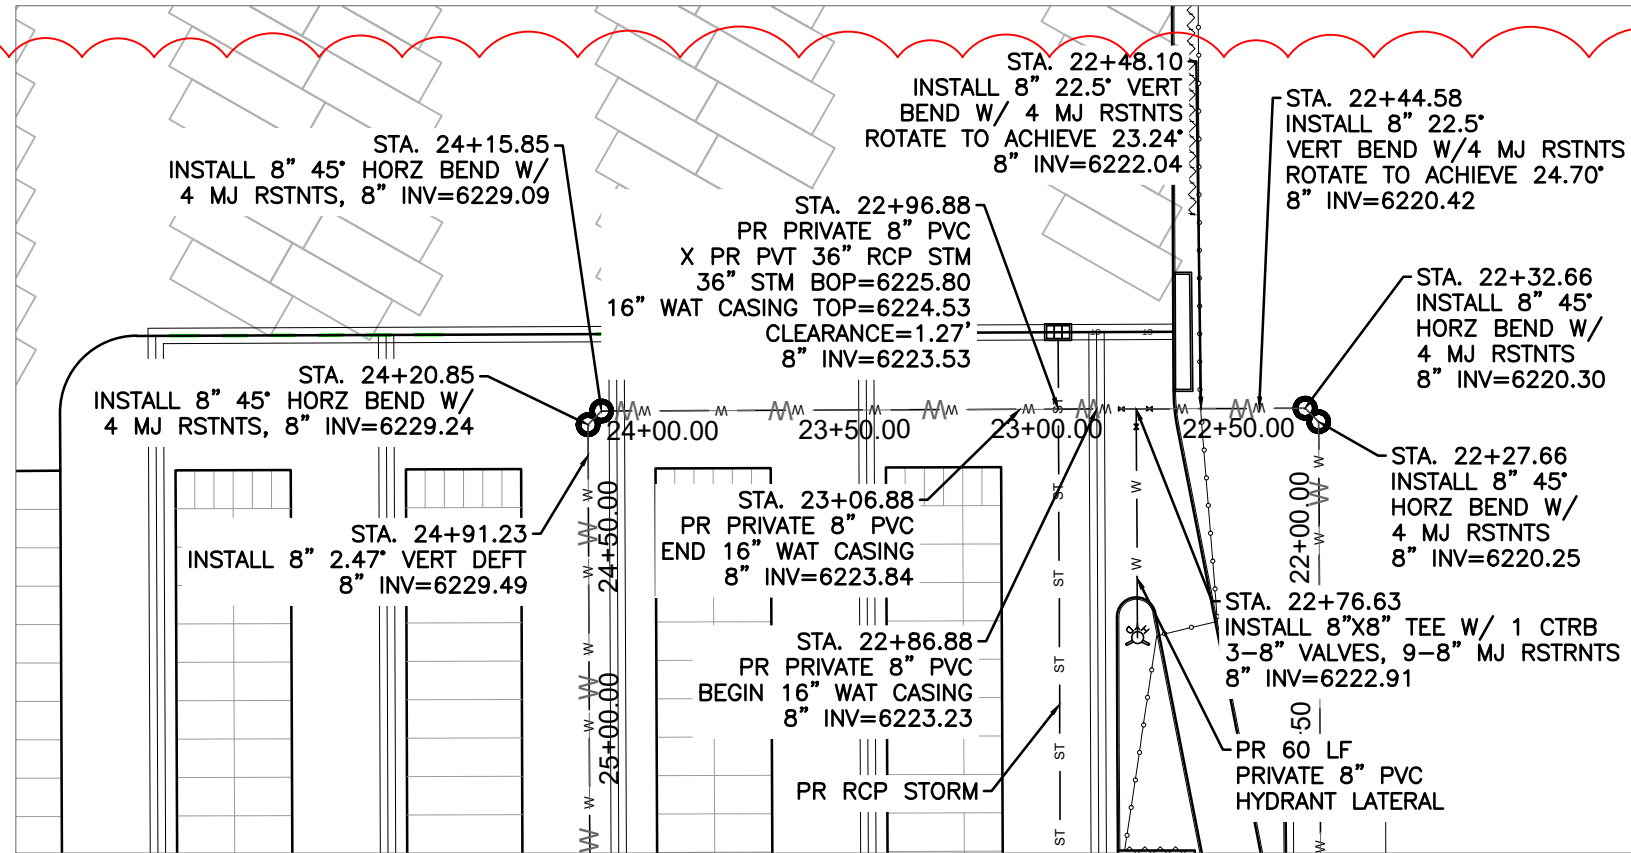 STA. 22+48.10
INSTALL 8" 22.5° VERT
BEND W/ 4 MJ RSTNTS
ROTATE TO ACHIEVE 23.24°
8" INV=6222.04
STA. 22+44.58
INSTALL 8" 22.5°
VERT BEND W/4 MJ RSTNTS
ROTATE TO ACHIEVE 24.70°
8" INV=6220.42
STA. 24+15.85
INSTALL 8" 45° HORZ BEND W/
4 MJ RSTNTS, 8" INV=6229.09
STA. 22+96.88
PR PRIVATE 8" PVC
X PR PVT 36" RCP STM
36" STM BOP=6225.80
16" WAT CASING TOP=6224.53
CLEARANCE=1.27'
8" INV=6223.53
STA. 22+32.66
INSTALL 8" 45°
HORZ BEND W/
4 MJ RSTNTS
8" INV=6220.30
STA. 24+20.85
INSTALL 8" 45° HORZ BEND W/
4 MJ RSTNTS, 8" INV=6229.24
24+00.00
23+50.00
23+00.00
22+50.00
STA. 22+27.66
INSTALL 8" 45°
HORZ BEND W/
4 MJ RSTNTS
8" INV=6220.25
STA. 24+91.23
INSTALL 8" 2.47° VERT DEFT
8" INV=6229.49
24+50.00
STA. 23+06.88
PR PRIVATE 8" PVC
END 16" WAT CASING
8" INV=6223.84
22+00.00
STA. 22+76.63
INSTALL 8"X8" TEE W/ 1 CTRB
3-8" VALVES, 9-8" MJ RSTRNTS
8" INV=6222.91
STA. 22+86.88
PR PRIVATE 8" PVC
BEGIN 16" WAT CASING
8" INV=6223.23
25+00.00
.50
PR RCP STORM
PR 60 LF
PRIVATE 8" PVC
HYDRANT LATERAL
W
W
W
W
W
W
W
W
W
W
W
W
W
W
ST
ST
ST
ST
ST
ST